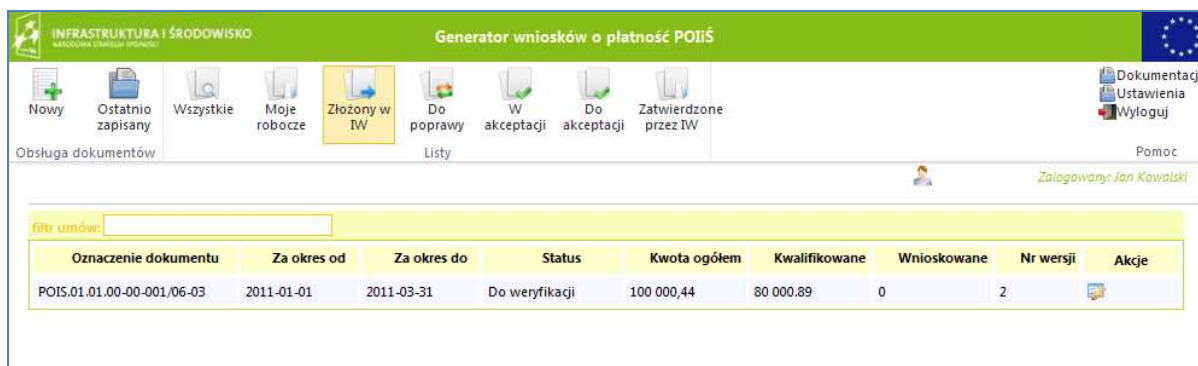 INFRASTRUKTURA I ŚRODOWISKO
NARODOWA STRATEGIA SPÓJNOŚCI
Generator wniosków o płatność POIiŚ
Nowy
Ostatnio
zapisany
Wszystkie
Moje
robocze
Złożony w
IW
Do
poprawy
W
akceptacji
Do
akceptacji
Zatwierdzone
przez IW
Dokumentacj
Ustawienia
Wyloguj
Obsługa dokumentów
Listy
Pomoc
Zalogowany: Jan Kowalski
filtr umów:
Oznaczenie dokumentu Za okres od Za okres do Status Kwota ogółem Kwalifikowane Wnioskowane Nr wersji Akcje
POIS.01.01.00-00-001/06-03 2011-01-01 2011-03-31 Do weryfikacji 100 000,44 80 000.89 0 2